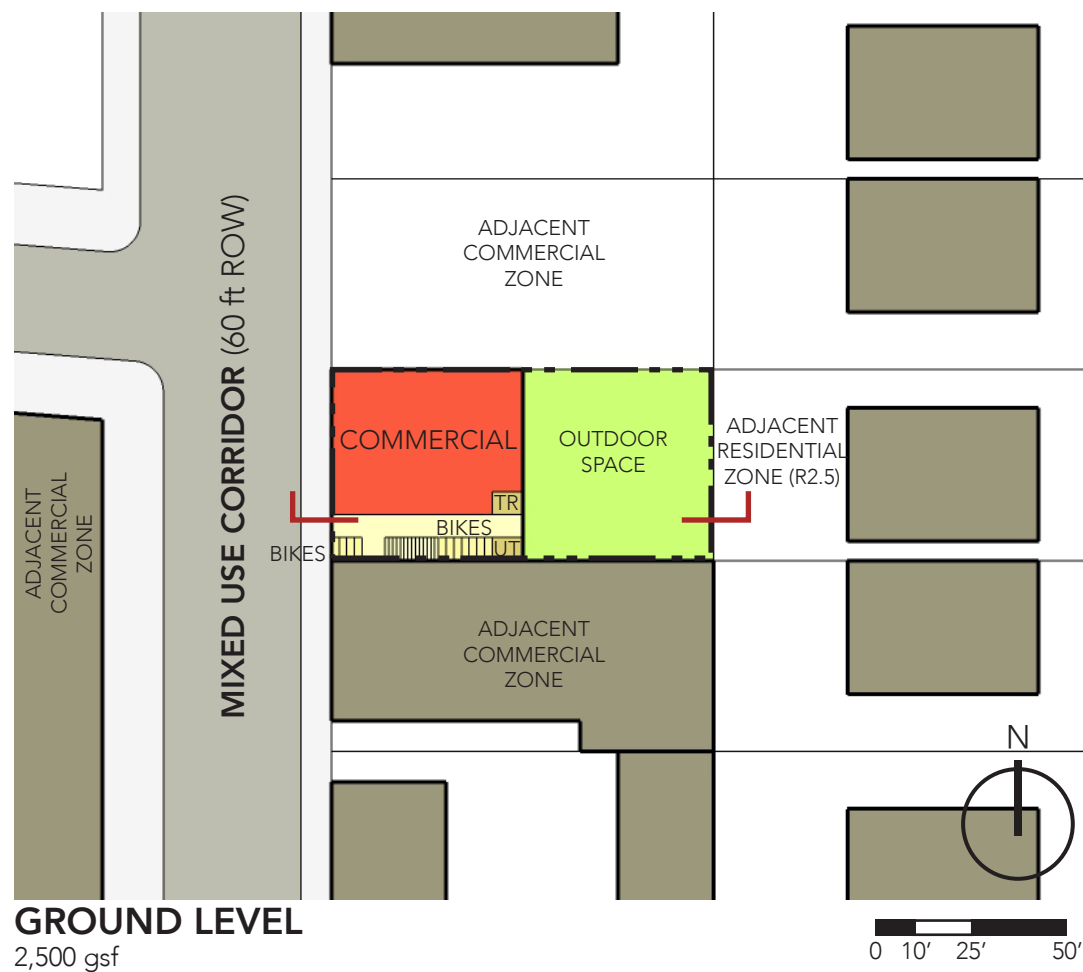 ADJACENT
COMMERCIAL
ZONE
MIXED USE CORRIDOR (60 ft ROW)
COMMERCIAL
OUTDOOR
SPACE
ADJACENT
RESIDENTIAL
ZONE (R2.5)
TR
BIKES
BIKES
UT
ADJACENT
COMMERCIAL
ZONE
ADJACENT
COMMERCIAL
ZONE
N
GROUND LEVEL
2,500 gsf
0 10' 25' 50'